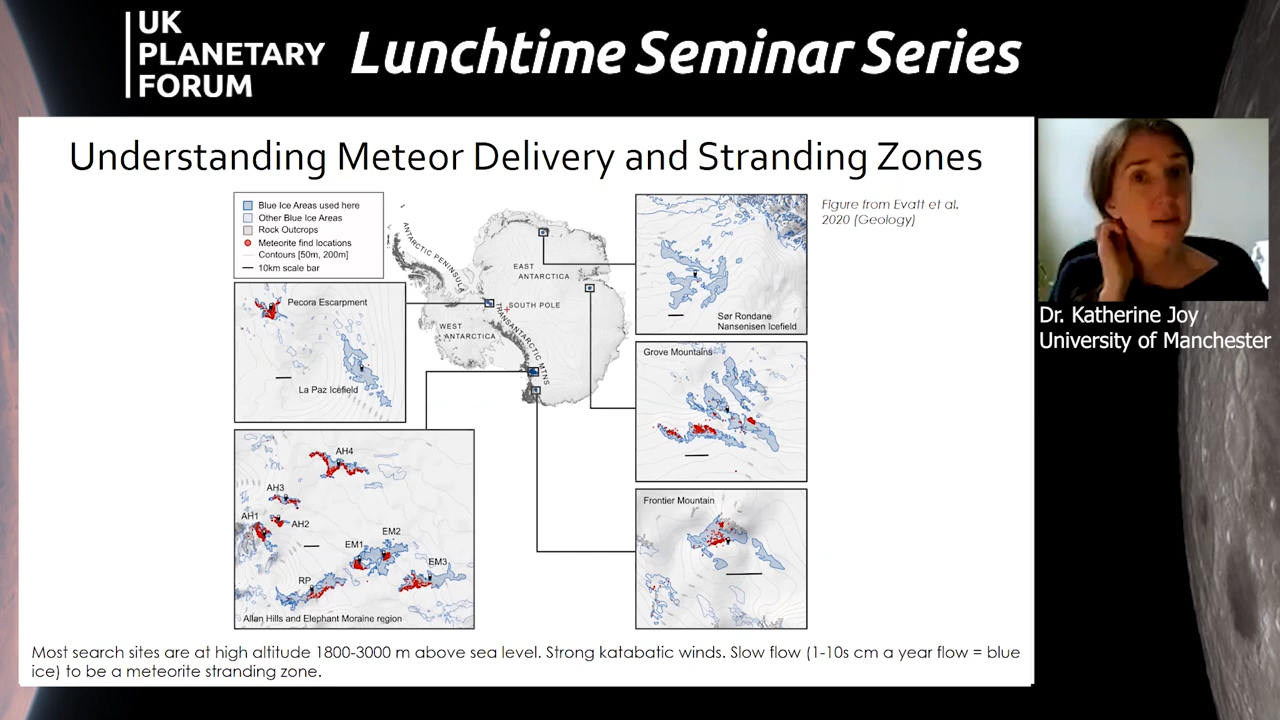 UK
PLANETARY
FORUM
Lunchtime Seminar Series
Understanding Meteor Delivery and Stranding Zones
Blue Ice Areas used here
Other Blue Ice Areas
Rock Outcrops
Meteorite find locations
Contours [50m, 200m]
10km scale bar
ANTARCTIC PENINSULA
EAST
ANTARCTICA
SOUTH POLE
WEST
ANTARCTICA
TRANSANTARCTIC MTNS
Figure from Evatt et al.
2020 (Geology)
Pecora Escarpment
La Paz Icefield
Sør Rondane
Nansenisen Icefield
Grove Mountains
Frontier Mountain
AH4
AH3
AH1
AH2
EM2
EM1
EM3
RP
Allan Hills and Elephant Moraine region
Dr. Katherine Joy
University of Manchester
Most search sites are at high altitude 1800-3000 m above sea level. Strong katabatic winds. Slow flow (1-10s cm a year flow = blue
ice) to be a meteorite stranding zone.